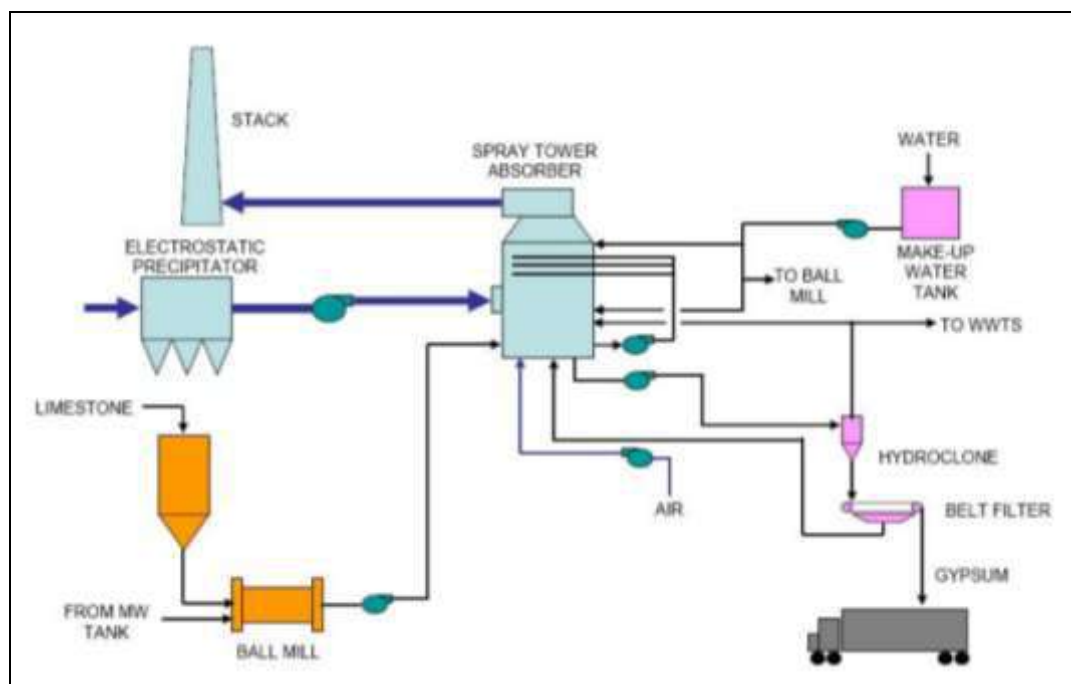 STACK
SPRAY TOWER
ABSORBER
WATER
ELECTROSTATIC
PRECIPITATOR
MAKE-UP
WATER
TANK
TO BALL
MILL
TO WWTS
LIMESTONE
HYDROCLONE
AIR
BELT FILTER
GYPSUM
FROM MW
TANK
BALL MILL